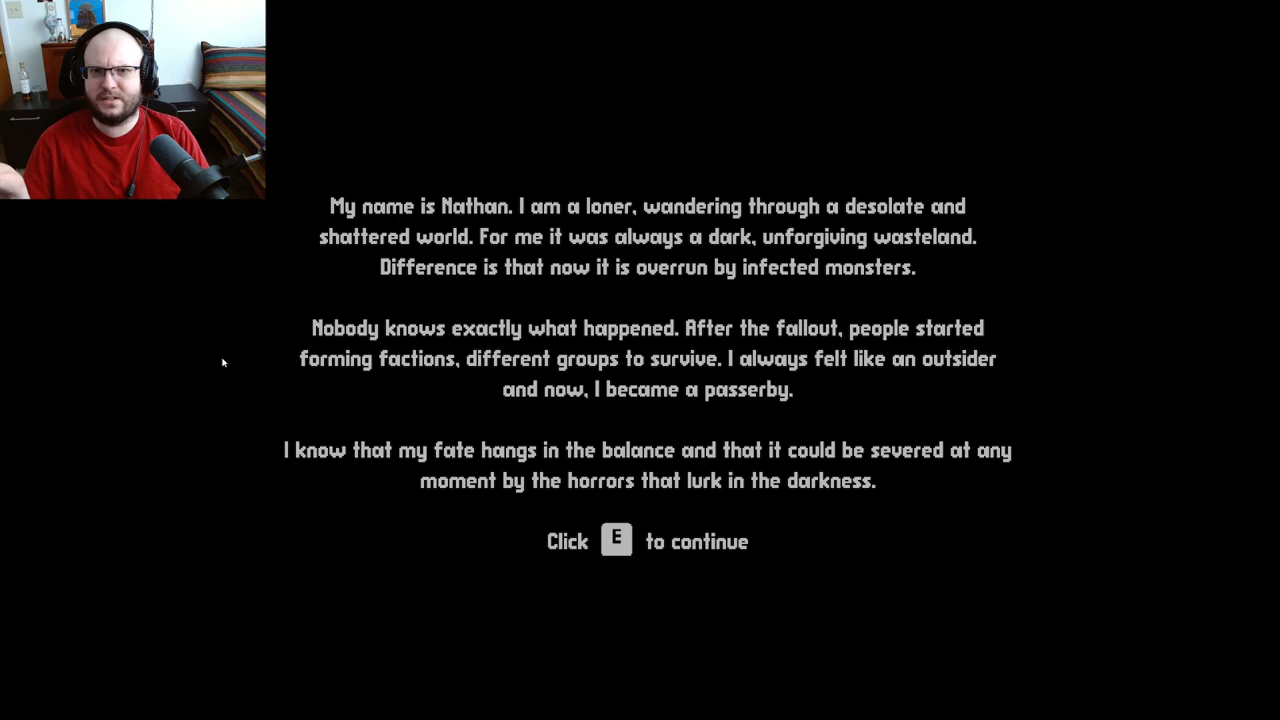 My name is Nathan. I am a loner, wandering through a desolate and
shattered world. For me it was always a dark, unforgiving wasteland.
Difference is that now it is overrun by infected monsters.
Nobody knows exactly what happened. After the fallout, people started
forming factions, different groups to survive. I always felt like an outsider
and now, I became a passerby.
I know that my fate hangs in the balance and that it could be severed at any
moment by the horrors that lurk in the darkness.
Click E to continue